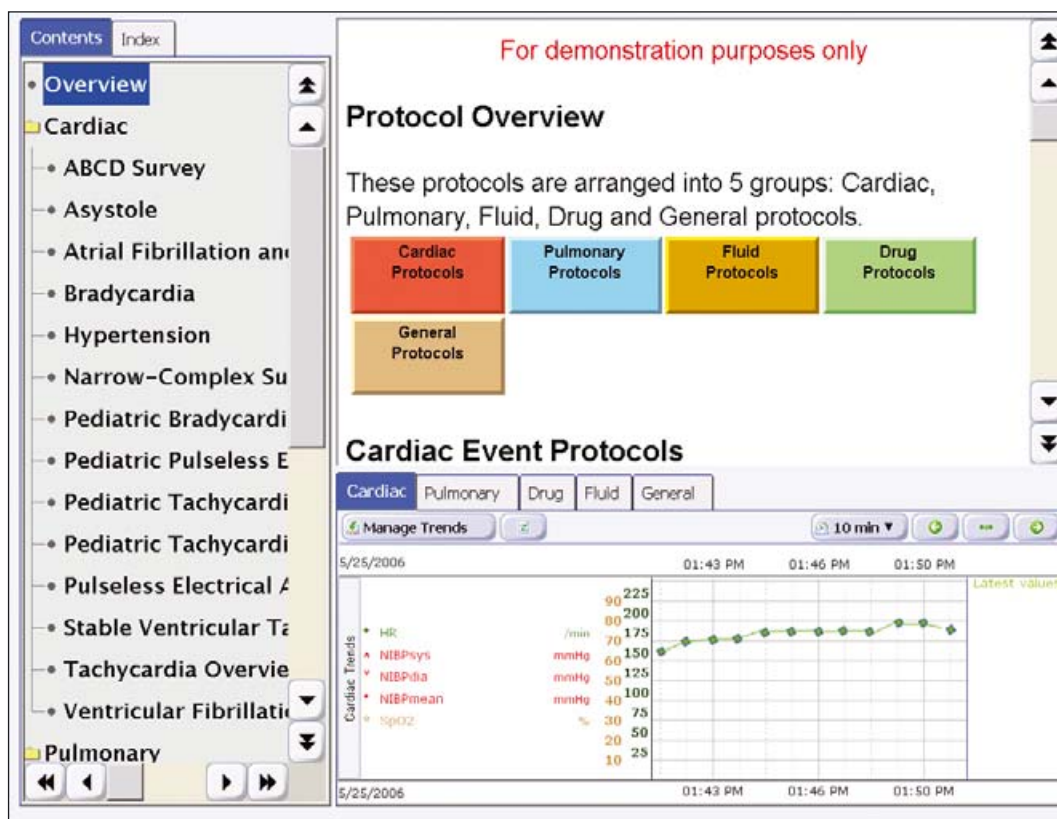 Contents Index
Overview
Cardiac
ABCD Survey
Asystole
Atrial Fibrillation and
Bradycardia
Hypertension
Narrow-Complex Su
Pediatric Bradycardi
Pediatric Pulseless E
Pediatric Tachycardi
Pediatric Tachycardi
Pulseless Electrical A
Stable Ventricular Ta
Tachycardia Overvie
Ventricular Fibrillatio
Pulmonary
For demonstration purposes only
Protocol Overview
These protocols are arranged into 5 groups: Cardiac,
Pulmonary, Fluid, Drug and General protocols.
Cardiac
Protocols
Pulmonary
Protocols
Fluid
Protocols
Drug
Protocols
General
Protocols
Cardiac Event Protocols
Cardiac Pulmonary Drug Fluid General
Manage Trends 10 min
5/25/2006 01:43 PM 01:46 PM 01:50 PM
Latest values
Cardiac Trends
HR /min
NIBPsys mmHg
NIBPdia mmHg
NIBPmean mmHg
SpO2 %
90 225
80 200
70 175
60 150
50 125
40 100
30 75
20 50
10 25
5/25/2006 01:43 PM 01:46 PM 01:50 PM